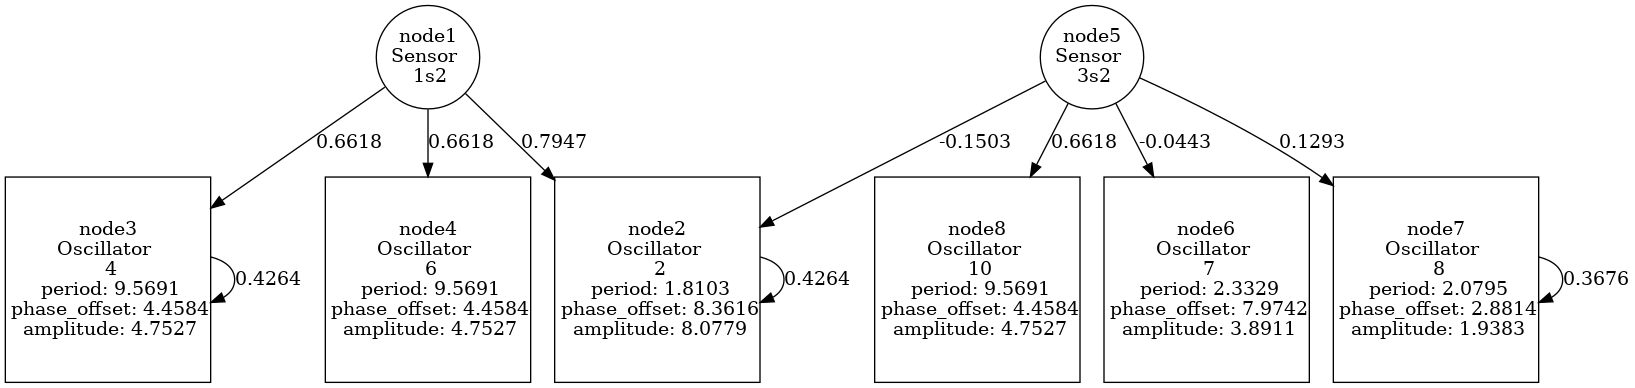 node1
Sensor
1s2
node5
Sensor
3s2
0.6618
0.6618
0.7947
-0.1503
0.6618
-0.0443
0.1293
node3
Oscillator
4
period: 9.5691
phase_offset: 4.4584
amplitude: 4.7527
0.4264
node4
Oscillator
6
period: 9.5691
phase_offset: 4.4584
amplitude: 4.7527
node2
Oscillator
2
period: 1.8103
phase_offset: 8.3616
amplitude: 8.0779
0.4264
node8
Oscillator
10
period: 9.5691
phase_offset: 4.4584
amplitude: 4.7527
node6
Oscillator
7
period: 2.3329
phase_offset: 7.9742
amplitude: 3.8911
node7
Oscillator
8
period: 2.0795
phase_offset: 2.8814
amplitude: 1.9383
0.3676